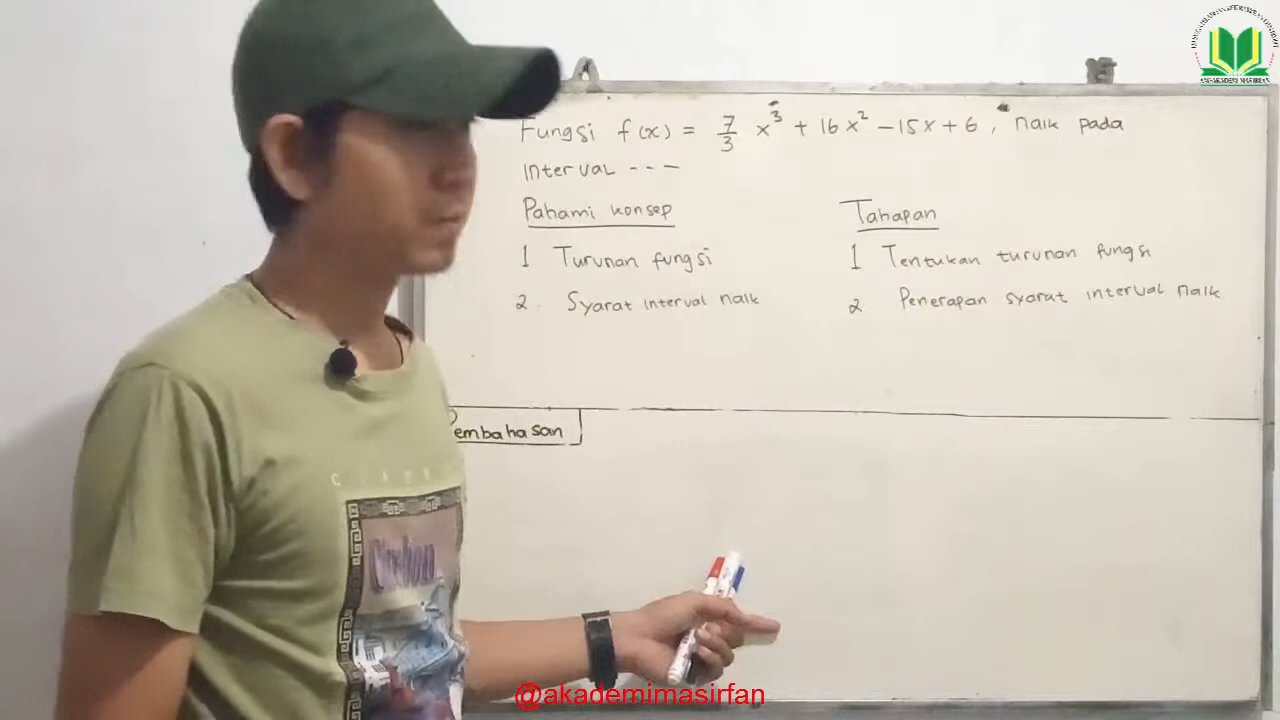 Fungsi f(x) = 7/3 x³ + 16x² - 15x + 6, naik pada
interval ---
Pahami konsep
1 Turunan fungsi
2. Syarat interval naik
Tahapan
1 Tentukan turunan fungsi
2 Penerapan syarat interval naik
Pembahasan
Cirebon
@akademimasirfan